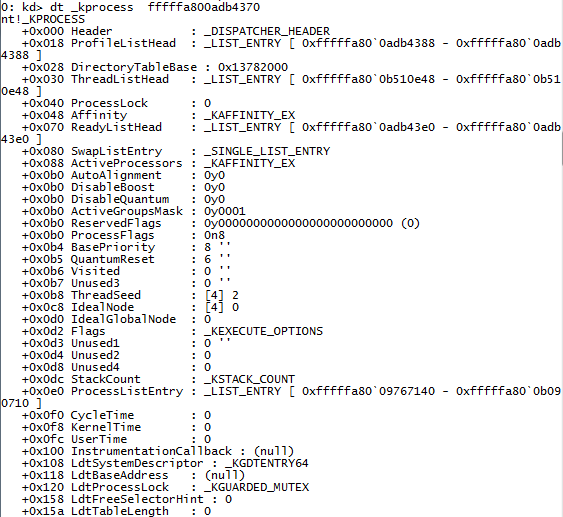 0: kd> dt _kprocess  fffffa800adb4370
nt!_KPROCESS
   +0x000 Header           : _DISPATCHER_HEADER
   +0x018 ProfileListHead  : _LIST_ENTRY [ 0xfffffa80`0adb4388 - 0xfffffa80`0adb
4388 ]
   +0x028 DirectoryTableBase : 0x13782000
   +0x030 ThreadListHead   : _LIST_ENTRY [ 0xfffffa80`0b510e48 - 0xfffffa80`0b51
0e48 ]
   +0x040 ProcessLock      : 0
   +0x048 Affinity         : _KAFFINITY_EX
   +0x070 ReadyListHead    : _LIST_ENTRY [ 0xfffffa80`0adb43e0 - 0xfffffa80`0adb
43e0 ]
   +0x080 SwapListEntry    : _SINGLE_LIST_ENTRY
   +0x088 ActiveProcessors : _KAFFINITY_EX
   +0x0b0 AutoAlignment    : 0y0
   +0x0b0 DisableBoost     : 0y0
   +0x0b0 DisableQuantum   : 0y0
   +0x0b0 ActiveGroupsMask : 0y0001
   +0x0b0 ReservedFlags    : 0y0000000000000000000000000 (0)
   +0x0b0 ProcessFlags     : 0n8
   +0x0b4 BasePriority     : 8 ''
   +0x0b5 QuantumReset     : 6 ''
   +0x0b6 Visited          : 0 ''
   +0x0b7 Unused3          : 0 ''
   +0x0b8 ThreadSeed       : [4] 2
   +0x0c8 IdealNode        : [4] 0
   +0x0d0 IdealGlobalNode  : 0
   +0x0d2 Flags            : _KEXECUTE_OPTIONS
   +0x0d3 Unused1          : 0 ''
   +0x0d4 Unused2          : 0
   +0x0d8 Unused4          : 0
   +0x0dc StackCount       : _KSTACK_COUNT
   +0x0e0 ProcessListEntry : _LIST_ENTRY [ 0xfffffa80`09767140 - 0xfffffa80`0b09
0710 ]
   +0x0f0 CycleTime        : 0
   +0x0f8 KernelTime       : 0
   +0x0fc UserTime         : 0
   +0x100 InstrumentationCallback : (null)
   +0x108 LdtSystemDescriptor : _KGDTENTRY64
   +0x118 LdtBaseAddress   : (null)
   +0x120 LdtProcessLock   : _KGUARDED_MUTEX
   +0x158 LdtFreeSelectorHint : 0
   +0x15a LdtTableLength   : 0